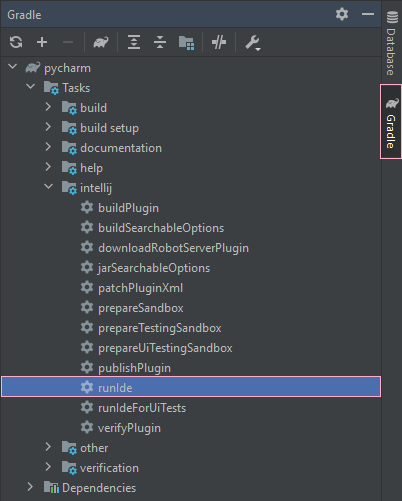 Gradle
pycharm
Tasks
build
build setup
documentation
help
intellij
buildPlugin
buildSearchableOptions
downloadRobotServerPlugin
jarSearchableOptions
patchPluginXml
prepareSandbox
prepareTestingSandbox
prepareUiTestingSandbox
publishPlugin
runIde
runIdeForUiTests
verifyPlugin
other
verification
Dependencies
Database
Gradle